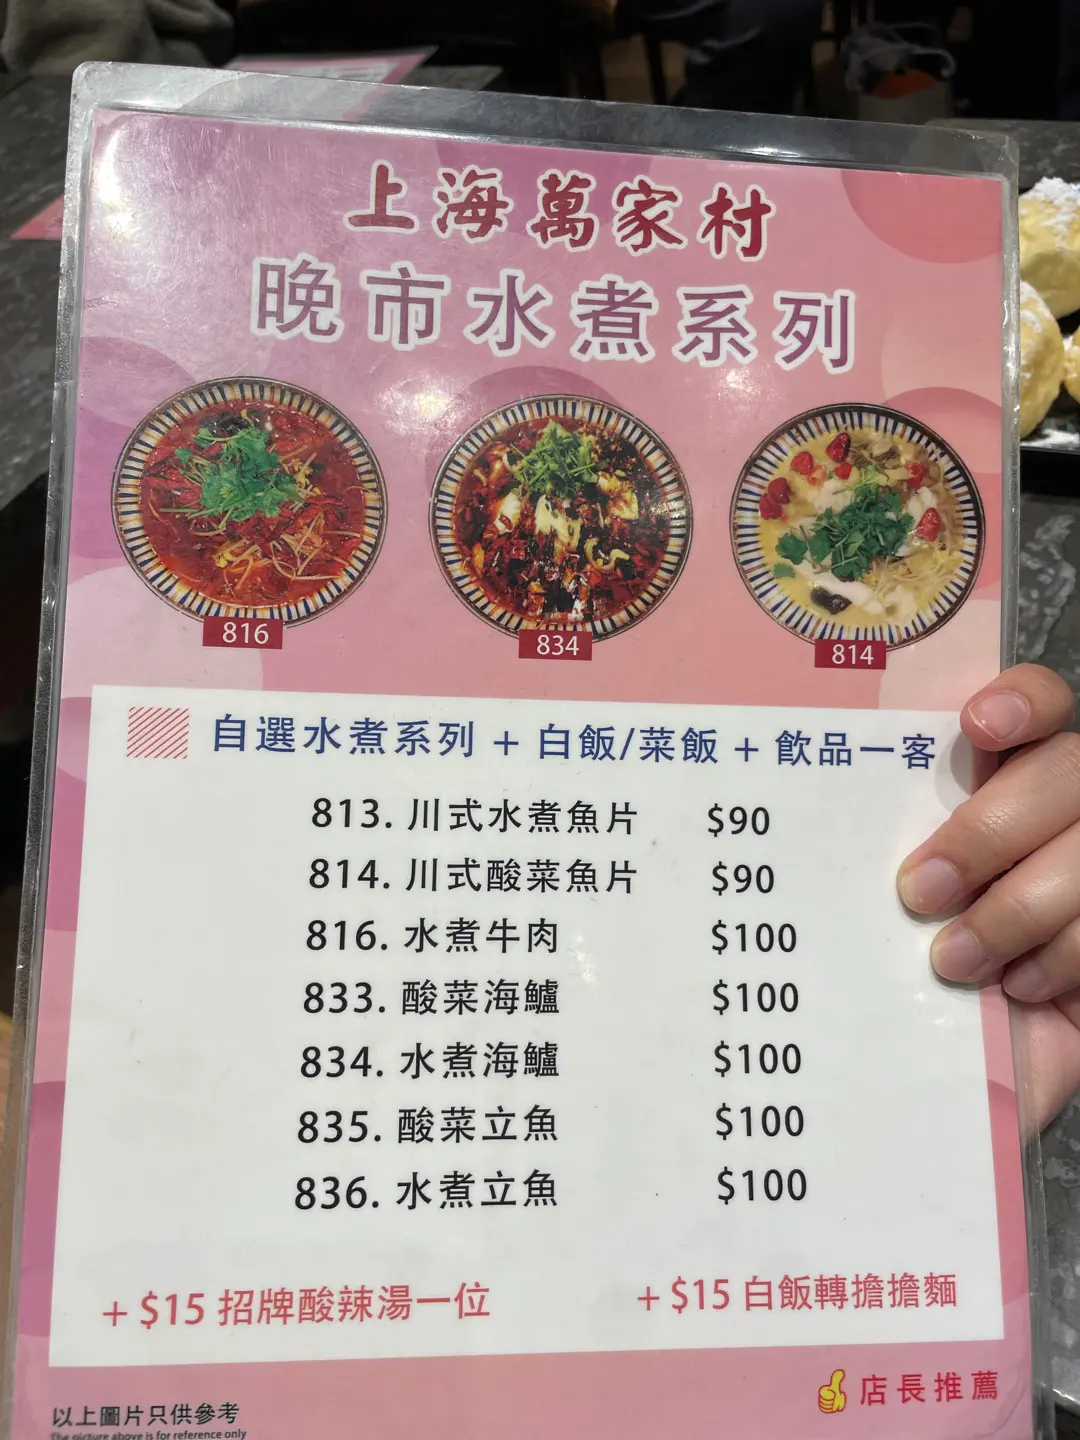 上海萬家村
晚市水煮系列
816
834
814
自選水煮系列 + 白飯/菜飯 + 飲品一客
813. 川式水煮魚片 $90
814. 川式酸菜魚片 $90
816. 水煮牛肉 $100
833. 酸菜海鱸 $100
834. 水煮海鱸 $100
835. 酸菜立魚 $100
836. 水煮立魚 $100
+ $15 招牌酸辣湯一位 + $15 白飯轉擔擔麵
店長推薦
以上圖片只供參考
The picture above is for reference only